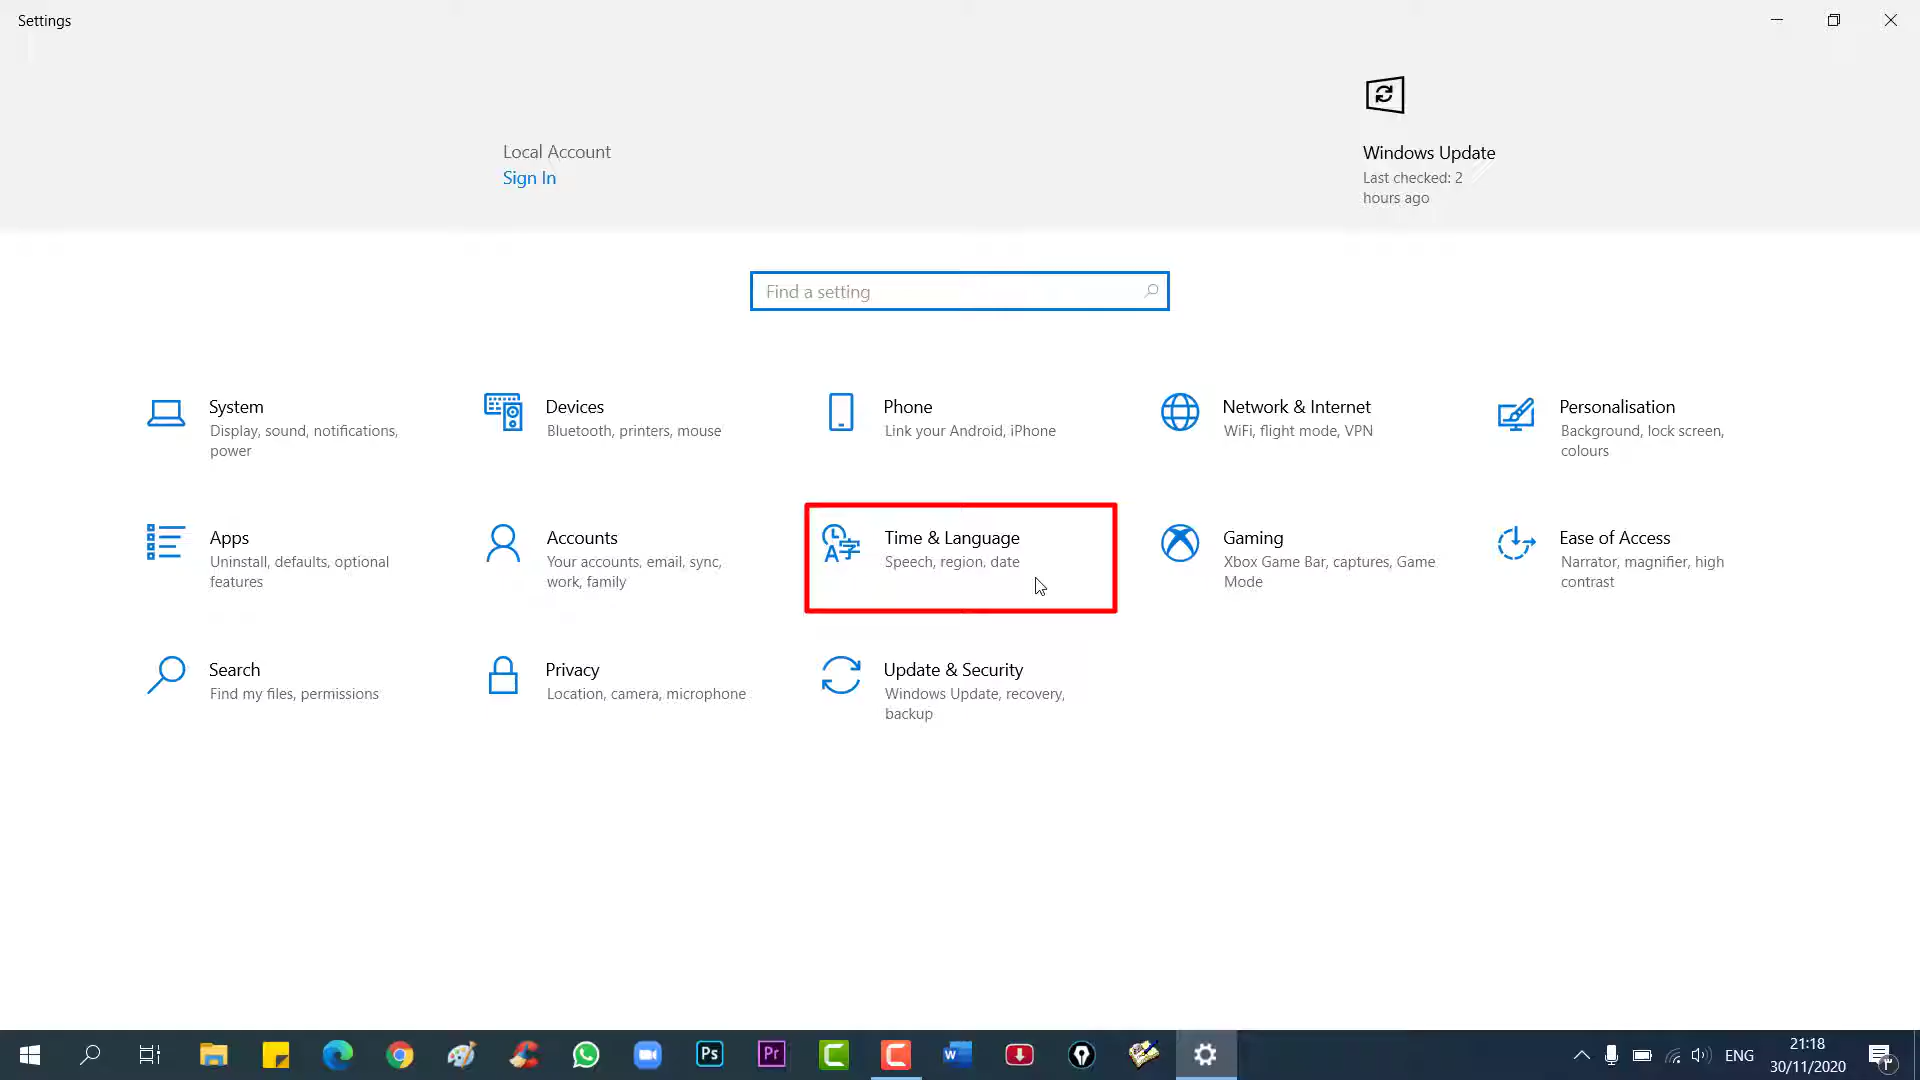 Settings
Local Account
Sign In
Windows Update
Last checked: 2
hours ago
Find a setting
System
Display, sound, notifications,
power
Devices
Bluetooth, printers, mouse
Phone
Link your Android, iPhone
Network & Internet
WiFi, flight mode, VPN
Personalisation
Background, lock screen,
colours
Apps
Uninstall, defaults, optional
features
Accounts
Your accounts, email, sync,
work, family
Time & Language
Speech, region, date
Gaming
Xbox Game Bar, captures, Game
Mode
Ease of Access
Narrator, magnifier, high
contrast
Search
Find my files, permissions
Privacy
Location, camera, microphone
Update & Security
Windows Update, recovery,
backup
Ps
Pr
W
ENG
21:18
30/11/2020
٢